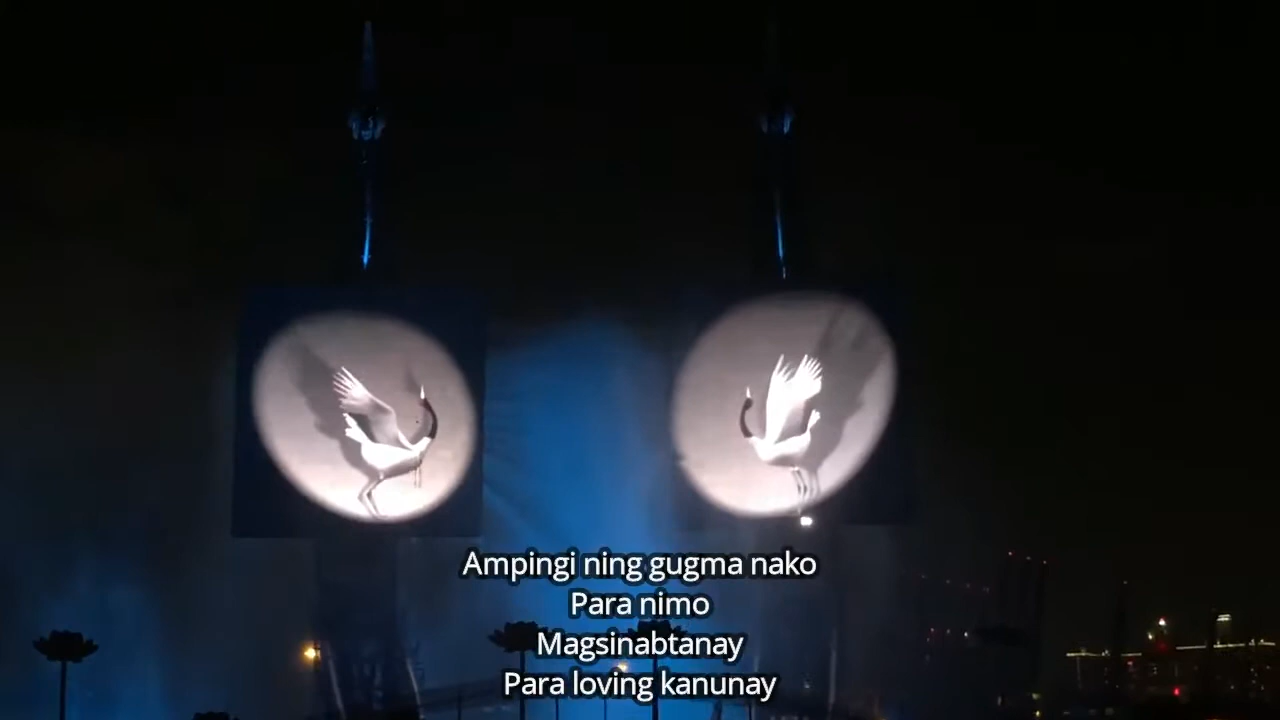 Ampingi ning gugma nako
Para nimo
Magsinabtanay
Para loving kanunay